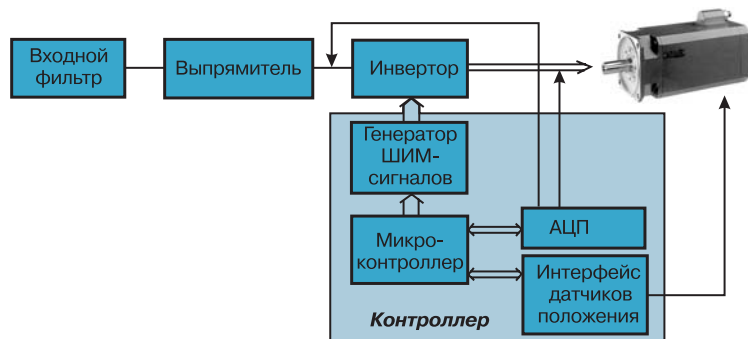 Входной
фильтр
Выпрямитель
Инвертор
Генератор
ШИМ-
сигналов
Микро-
контроллер
АЦП
Интерфейс
датчиков
положения
Контроллер